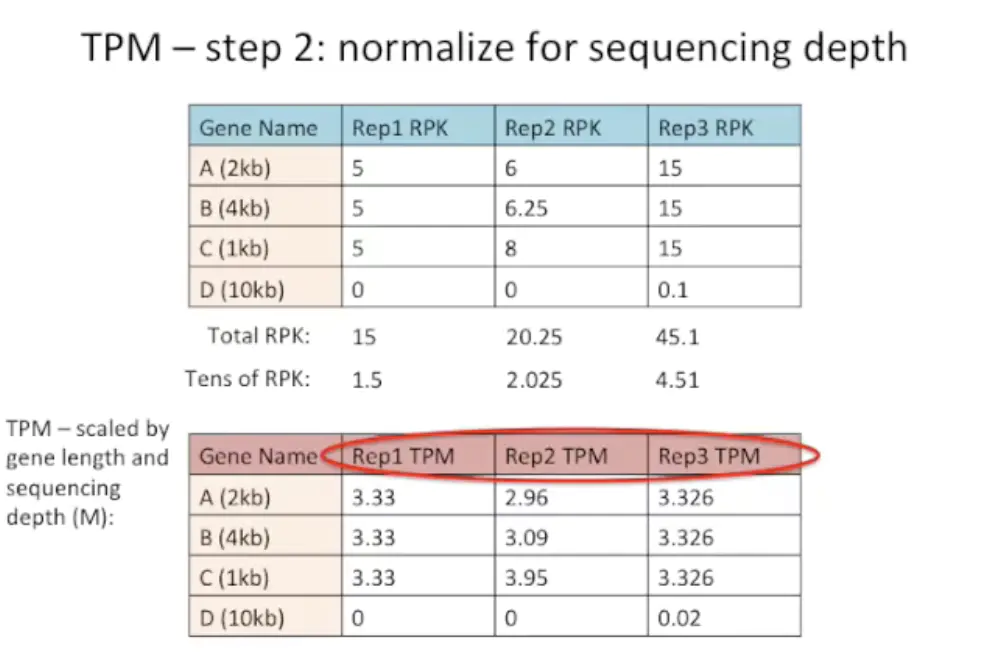 TPM – step 2: normalize for sequencing depth
Gene Name Rep1 RPK Rep2 RPK Rep3 RPK
A (2kb) 5 6 15
B (4kb) 5 6.25 15
C (1kb) 5 8 15
D (10kb) 0 0 0.1
Total RPK: 15 20.25 45.1
Tens of RPK: 1.5 2.025 4.51
TPM – scaled by
gene length and
sequencing
depth (M):
Gene Name Rep1 TPM Rep2 TPM Rep3 TPM
A (2kb) 3.33 2.96 3.326
B (4kb) 3.33 3.09 3.326
C (1kb) 3.33 3.95 3.326
D (10kb) 0 0 0.02